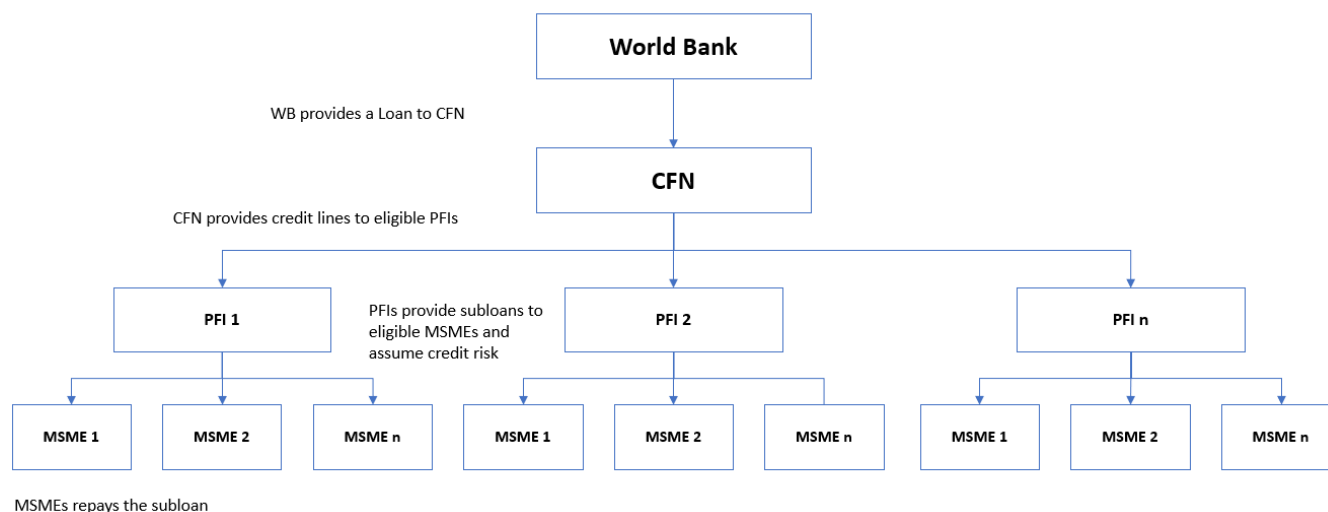 World Bank
WB provides a Loan to CFN
CFN
CFN provides credit lines to eligible PFIs
PFI 1
PFIs provide subloans to
eligible MSMEs and
assume credit risk
PFI 2
PFI n
MSME 1
MSME 2
MSME n
MSME 1
MSME 2
MSME n
MSME 1
MSME 2
MSME n
MSMEs repays the subloan